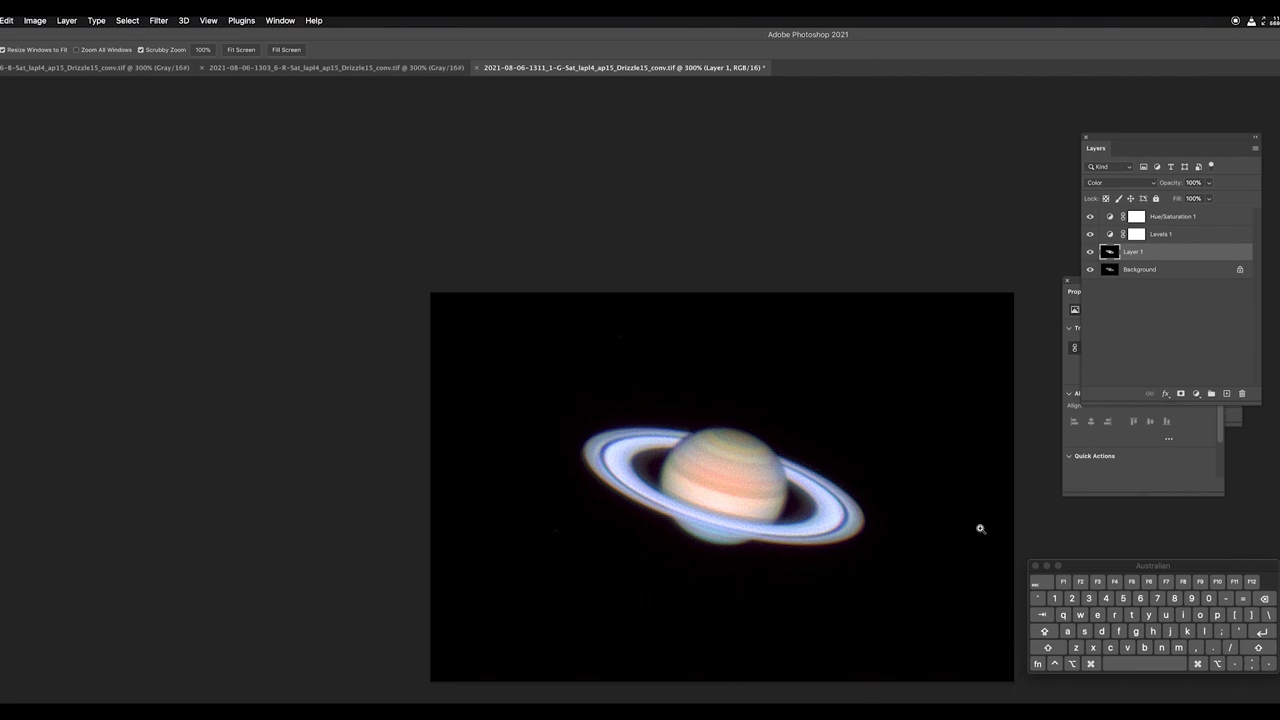 Edit Image Layer Type Select Filter 3D View Plugins Window Help
Adobe Photoshop 2021
Resize Windows to Fit Zoom All Windows Scrubby Zoom 100% Fit Screen Fill Screen
6-B-Sat_lapl4_ap15_Drizzle15_conv.tif @ 300% (Gray/16#) × 2021-08-06-1303_6-R-Sat_lapl4_ap15_Drizzle15_conv.tif @ 300% (Gray/16#) × 2021-08-06-1311_1-G-Sat_lapl4_ap15_Drizzle15_conv.tif @ 300% (Layer 1, RGB/16) *
Layers
Kind
Color Opacity: 100%
Lock: Fill: 100%
Hue/Saturation 1
Levels 1
Layer 1
Background
Prop
Tr
Al
Align
Quick Actions
Australian
esc F1 F2 F3 F4 F5 F6 F7 F8 F9 F10 F11 F12
` 1 2 3 4 5 6 7 8 9 0 - =
q w e r t y u i o p [ ] \
a s d f g h j k l ; '
z x c v b n m , . /
fn